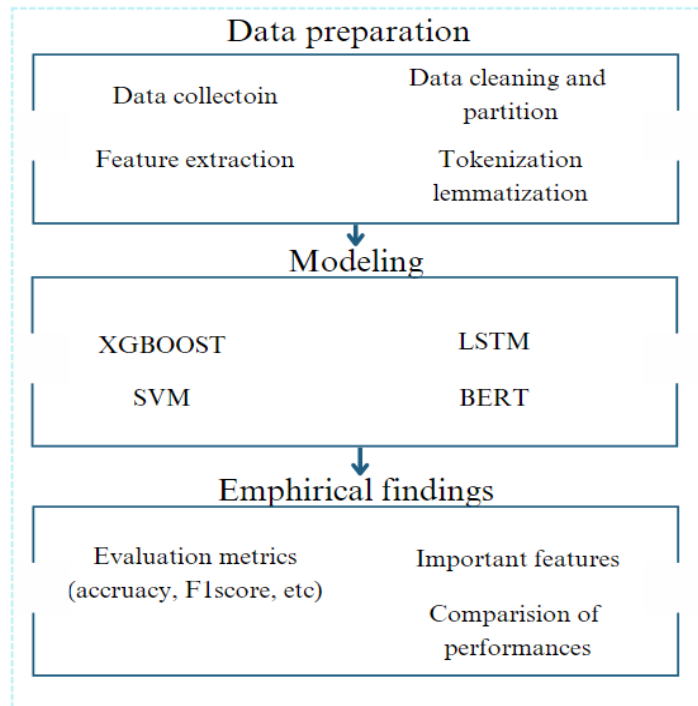 Data preparation
Data collectoin
Data cleaning and
partition
Feature extraction
Tokenization
lemmatization
Modeling
XGBOOST
LSTM
SVM
BERT
Emphirical findings
Evaluation metrics
(accruacy, F1score, etc)
Important features
Comparision of
performances